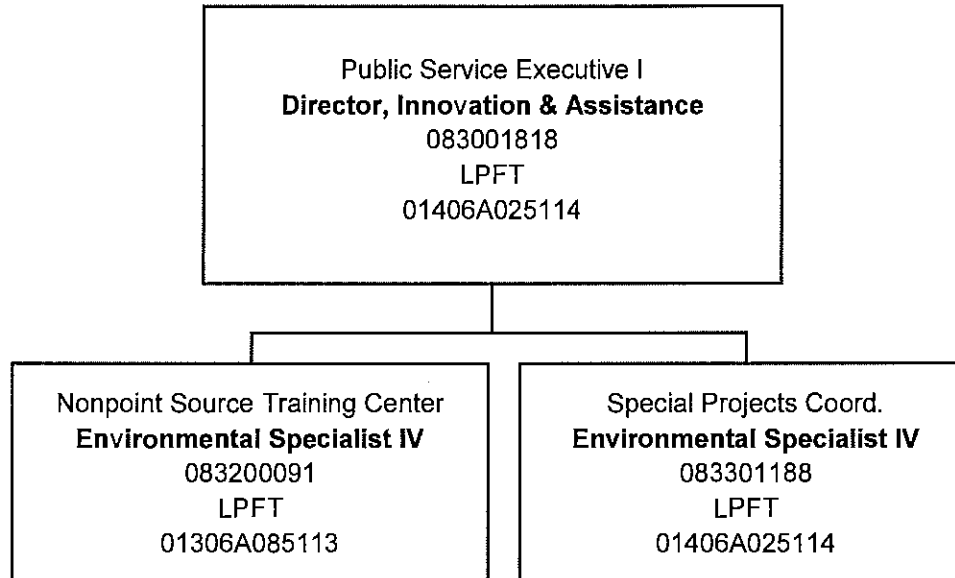 Public Service Executive I
Director, Innovation & Assistance
083001818
LPFT
01406A025114
Nonpoint Source Training Center
Environmental Specialist IV
083200091
LPFT
01306A085113
Special Projects Coord.
Environmental Specialist IV
083301188
LPFT
01406A025114